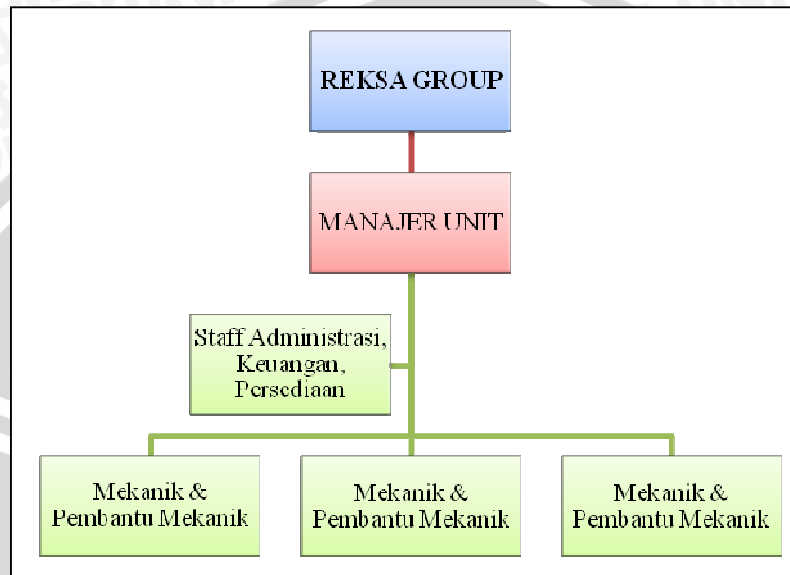 REKSA GROUP
MANAJER UNIT
Staff Administrasi,
Keuangan,
Persediaan
Mekanik &
Pembantu Mekanik
Mekanik &
Pembantu Mekanik
Mekanik &
Pembantu Mekanik